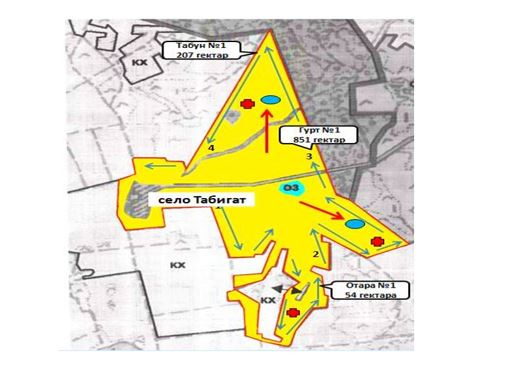 Табун №1
207 гектар
КХ
Гурт №1
851 гектар
4
3
ОЗ
село Табигат
2
КХ
КХ
Отара №1
54 гектара